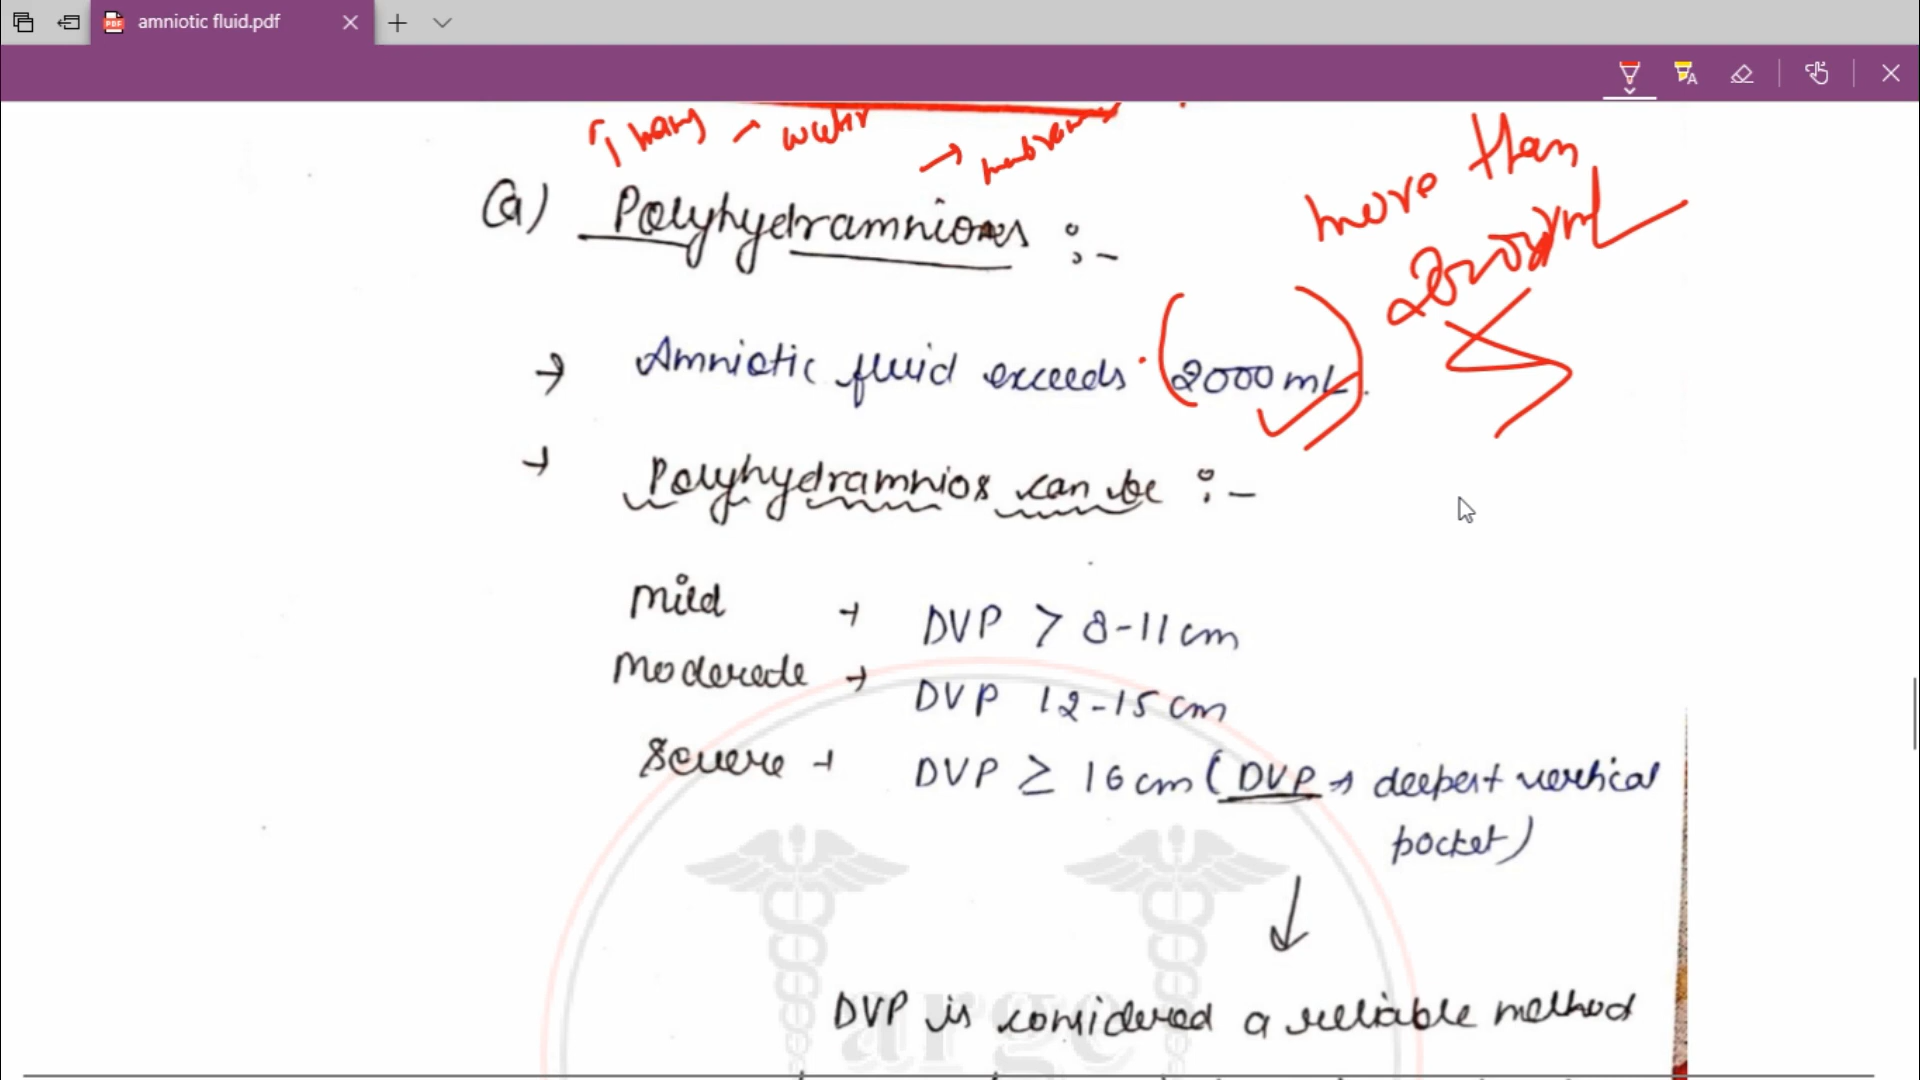 amniotic fluid.pdf
more than
2000ml
(a) Polyhydramnios :-
→ Amniotic fluid exceeds (2000 mL).
→ Polyhydramnios can be :-
Mild → DVP > 8-11 cm
Moderate → DVP 12-15 cm
Severe → DVP ≥ 16 cm (DVP → deepest vertical
pocket)
↓
DVP is considered a reliable method
arge